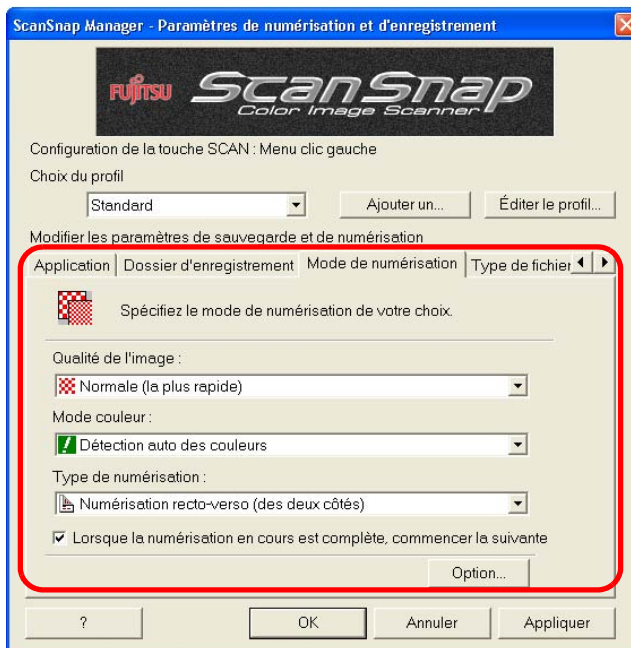 ScanSnap Manager - Paramètres de numérisation et d'enregistrement
FUJITSU ScanSnap
Color Image Scanner
Configuration de la touche SCAN : Menu clic gauche
Choix du profil
Standard Ajouter un... Éditer le profil...
Modifier les paramètres de sauvegarde et de numérisation
Application Dossier d'enregistrement Mode de numérisation Type de fichier
Spécifiez le mode de numérisation de votre choix.
Qualité de l'image :
Normale (la plus rapide)
Mode couleur :
Détection auto des couleurs
Type de numérisation :
Numérisation recto-verso (des deux côtés)
Lorsque la numérisation en cours est complète, commencer la suivante
Option...
? OK Annuler Appliquer